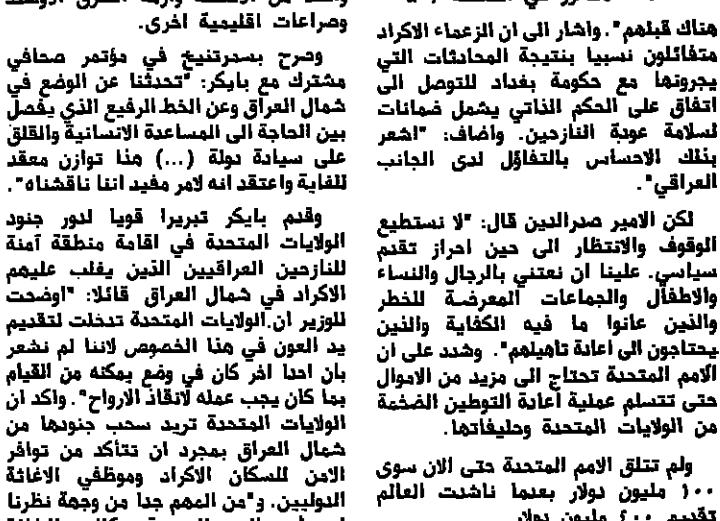 هناك قبلهم". واشار الى ان الزعماء الاكراد
متفائلون نسبيا بنتيجة المحادثات التي
يجرونها مع حكومة بغداد للتوصل الى
اتفاق على الحكم الذاتي يشمل ضمانات
لسلامة عودة النازحين. واضاف: "اشعر
بذلك الاحساس بالتفاؤل لدى الجانب
العراقي".
لكن الامير صدرالدين قال: "لا نستطيع
الوقوف والانتظار الى حين احراز تقدم
سياسي. علينا ان نعتني بالرجال والنساء
والاطفال والجماعات المعرضة للخطر
والذين عانوا ما فيه الكفاية والذين
يحتاجون الى اعادة تاهيلهم". وشدد على ان
الامم المتحدة تحتاج الى مزيد من الاموال
حتى تتسلم عملية أعادة التوطين الضخمة
من الولايات المتحدة وحليفاتها.
ولم تتلق الامم المتحدة حتى الان سوى
١٠٠ مليون دولار بعدما ناشدت العالم
تقديم ٤٠٠ مليون دولار
وصراعات اقليمية اخرى.
وصرح بسمرتنيخ في مؤتمر صحافي
مشترك مع بايكر: "تحدثنا عن الوضع في
شمال العراق وعن الخط الرفيع الذي يفصل
بين الحاجة الى المساعدة الانسانية والقلق
على سيادة دولة (...) هذا توازن معقد
للغاية واعتقد انه لامر مفيد اننا ناقشناه".
وقدم بايكر تبريرا قويا لدور جنود
الولايات المتحدة في اقامة منطقة آمنة
للنازحين العراقيين الذين يغلب عليهم
الاكراد في شمال العراق قائلا: "اوضحت
للوزير ان الولايات المتحدة تدخلت لتقديم
يد العون في هذا الخصوص لاننا لم نشعر
بان احدا اخر كان في وضع يمكنه من القيام
بما كان يجب عمله لانقاذ الارواح". واكد ان
الولايات المتحدة تريد سحب جنودها من
شمال العراق بمجرد ان تتأكد من توافر
الامن للسكان الاكراد وموظفي الاغاثة
الدوليين. و"من المهم جدا من وجهة نظرنا